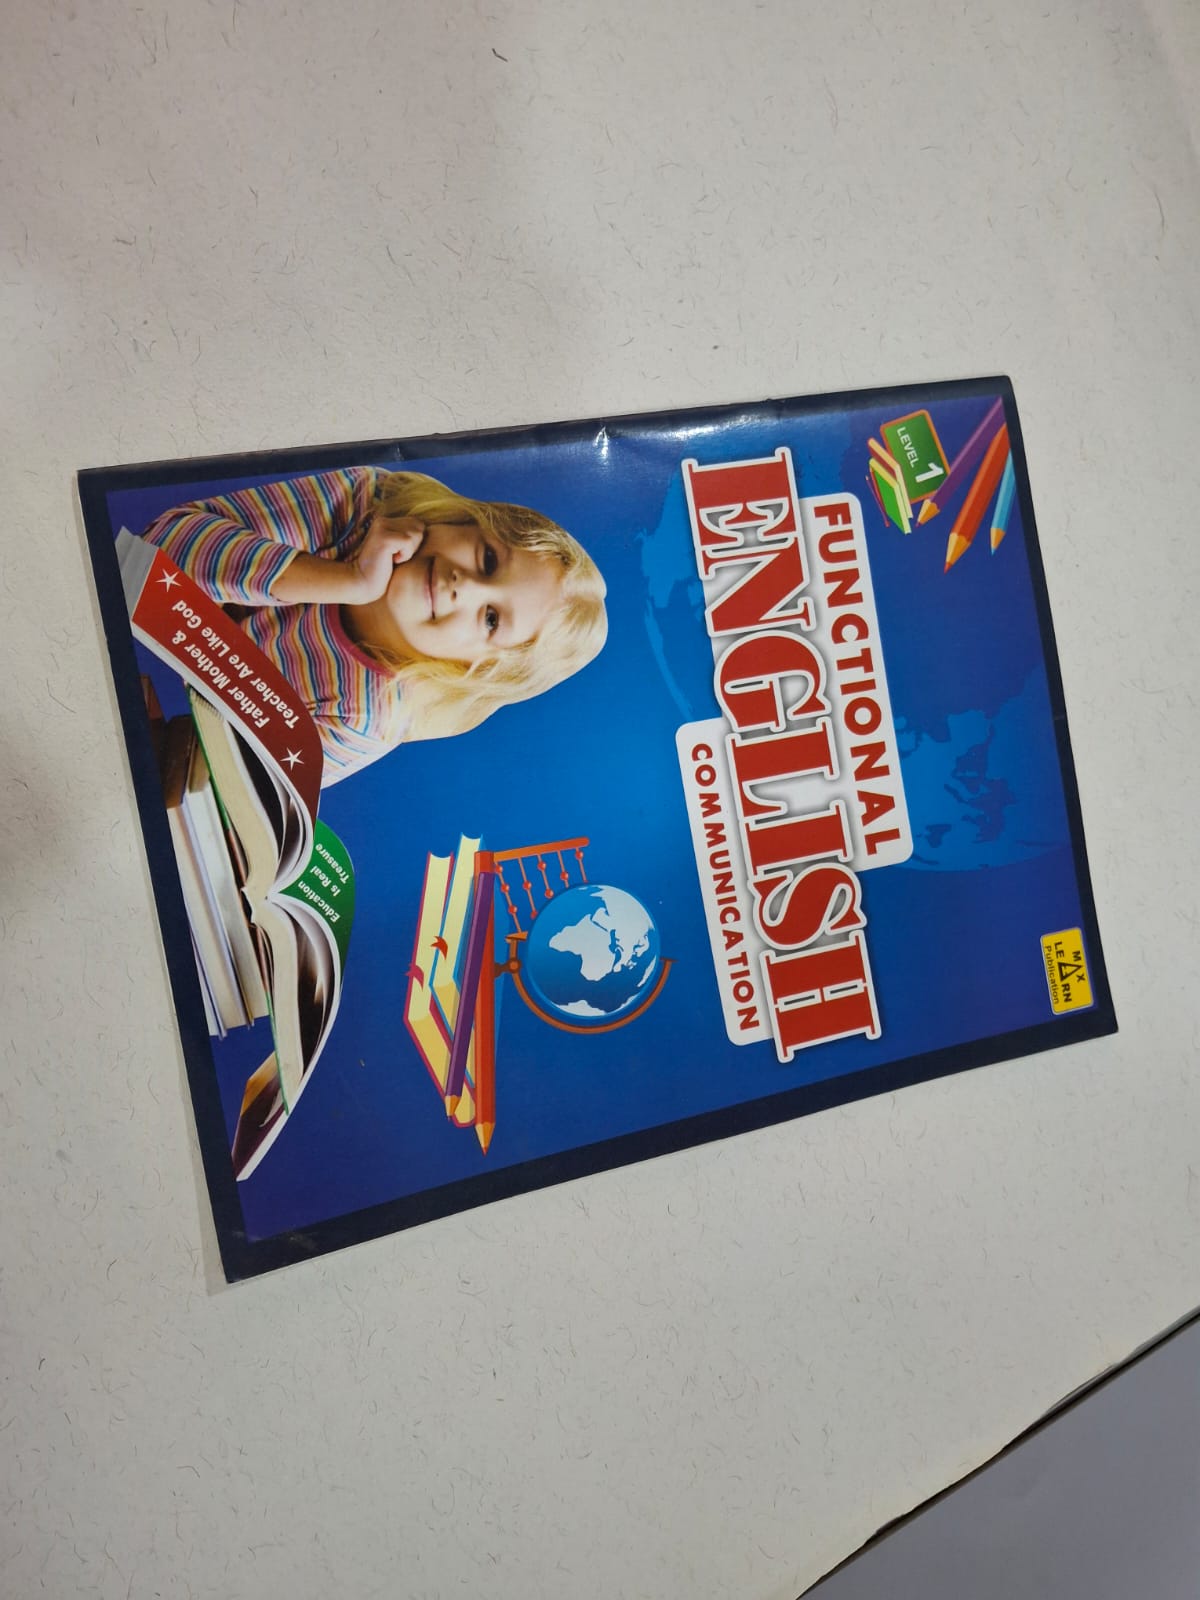 LEVEL
1
MAX
LEARN
Publication
FUNCTIONAL
ENGLISH
COMMUNICATION
Father Mother &
Teacher Are Like God
Education
Is Real
Treasure